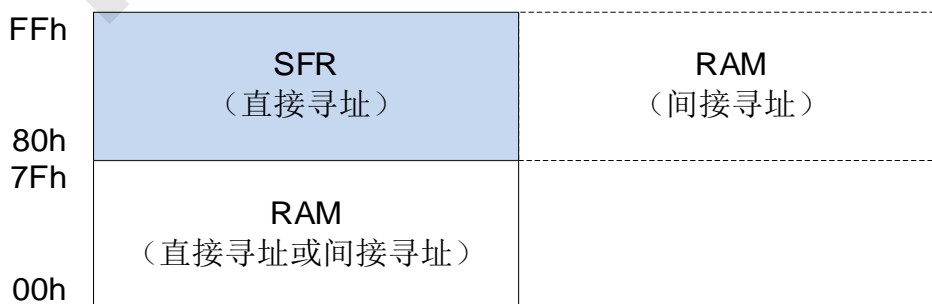 FFh
SFR
（直接寻址）
RAM
（间接寻址）
80h
7Fh
RAM
（直接寻址或间接寻址）
00h